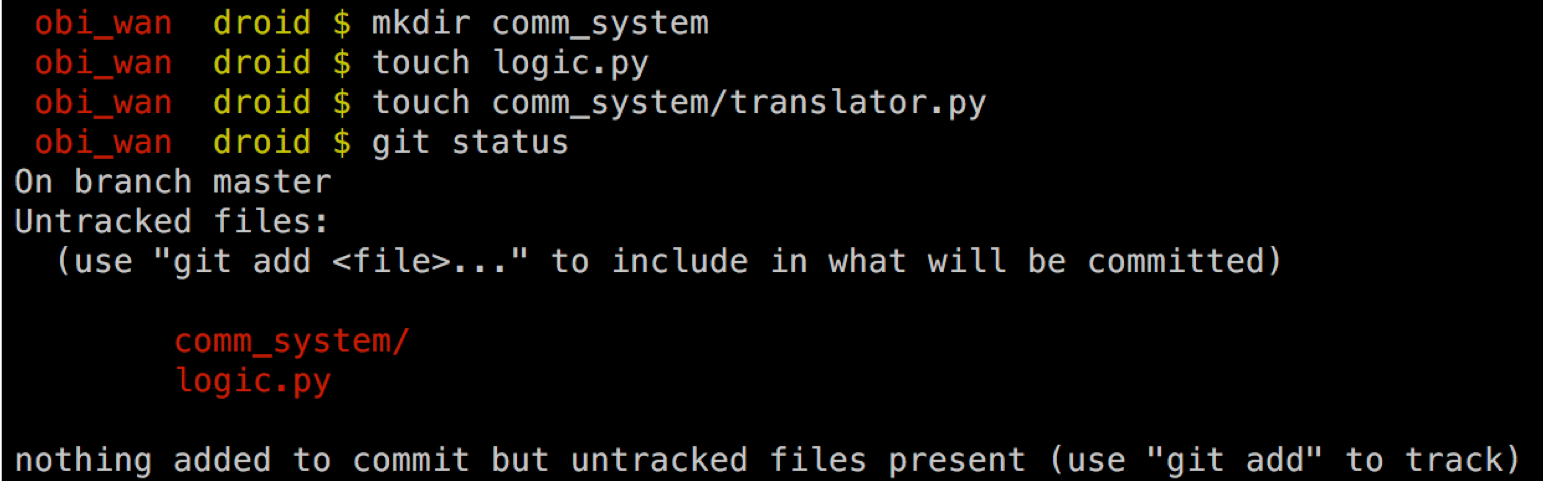 obi_wan droid $ mkdir comm_system
obi_wan droid $ touch logic.py
obi_wan droid $ touch comm_system/translator.py
obi_wan droid $ git status
On branch master
Untracked files:
(use "git add <file>..." to include in what will be committed)
comm_system/
logic.py
nothing added to commit but untracked files present (use "git add" to track)